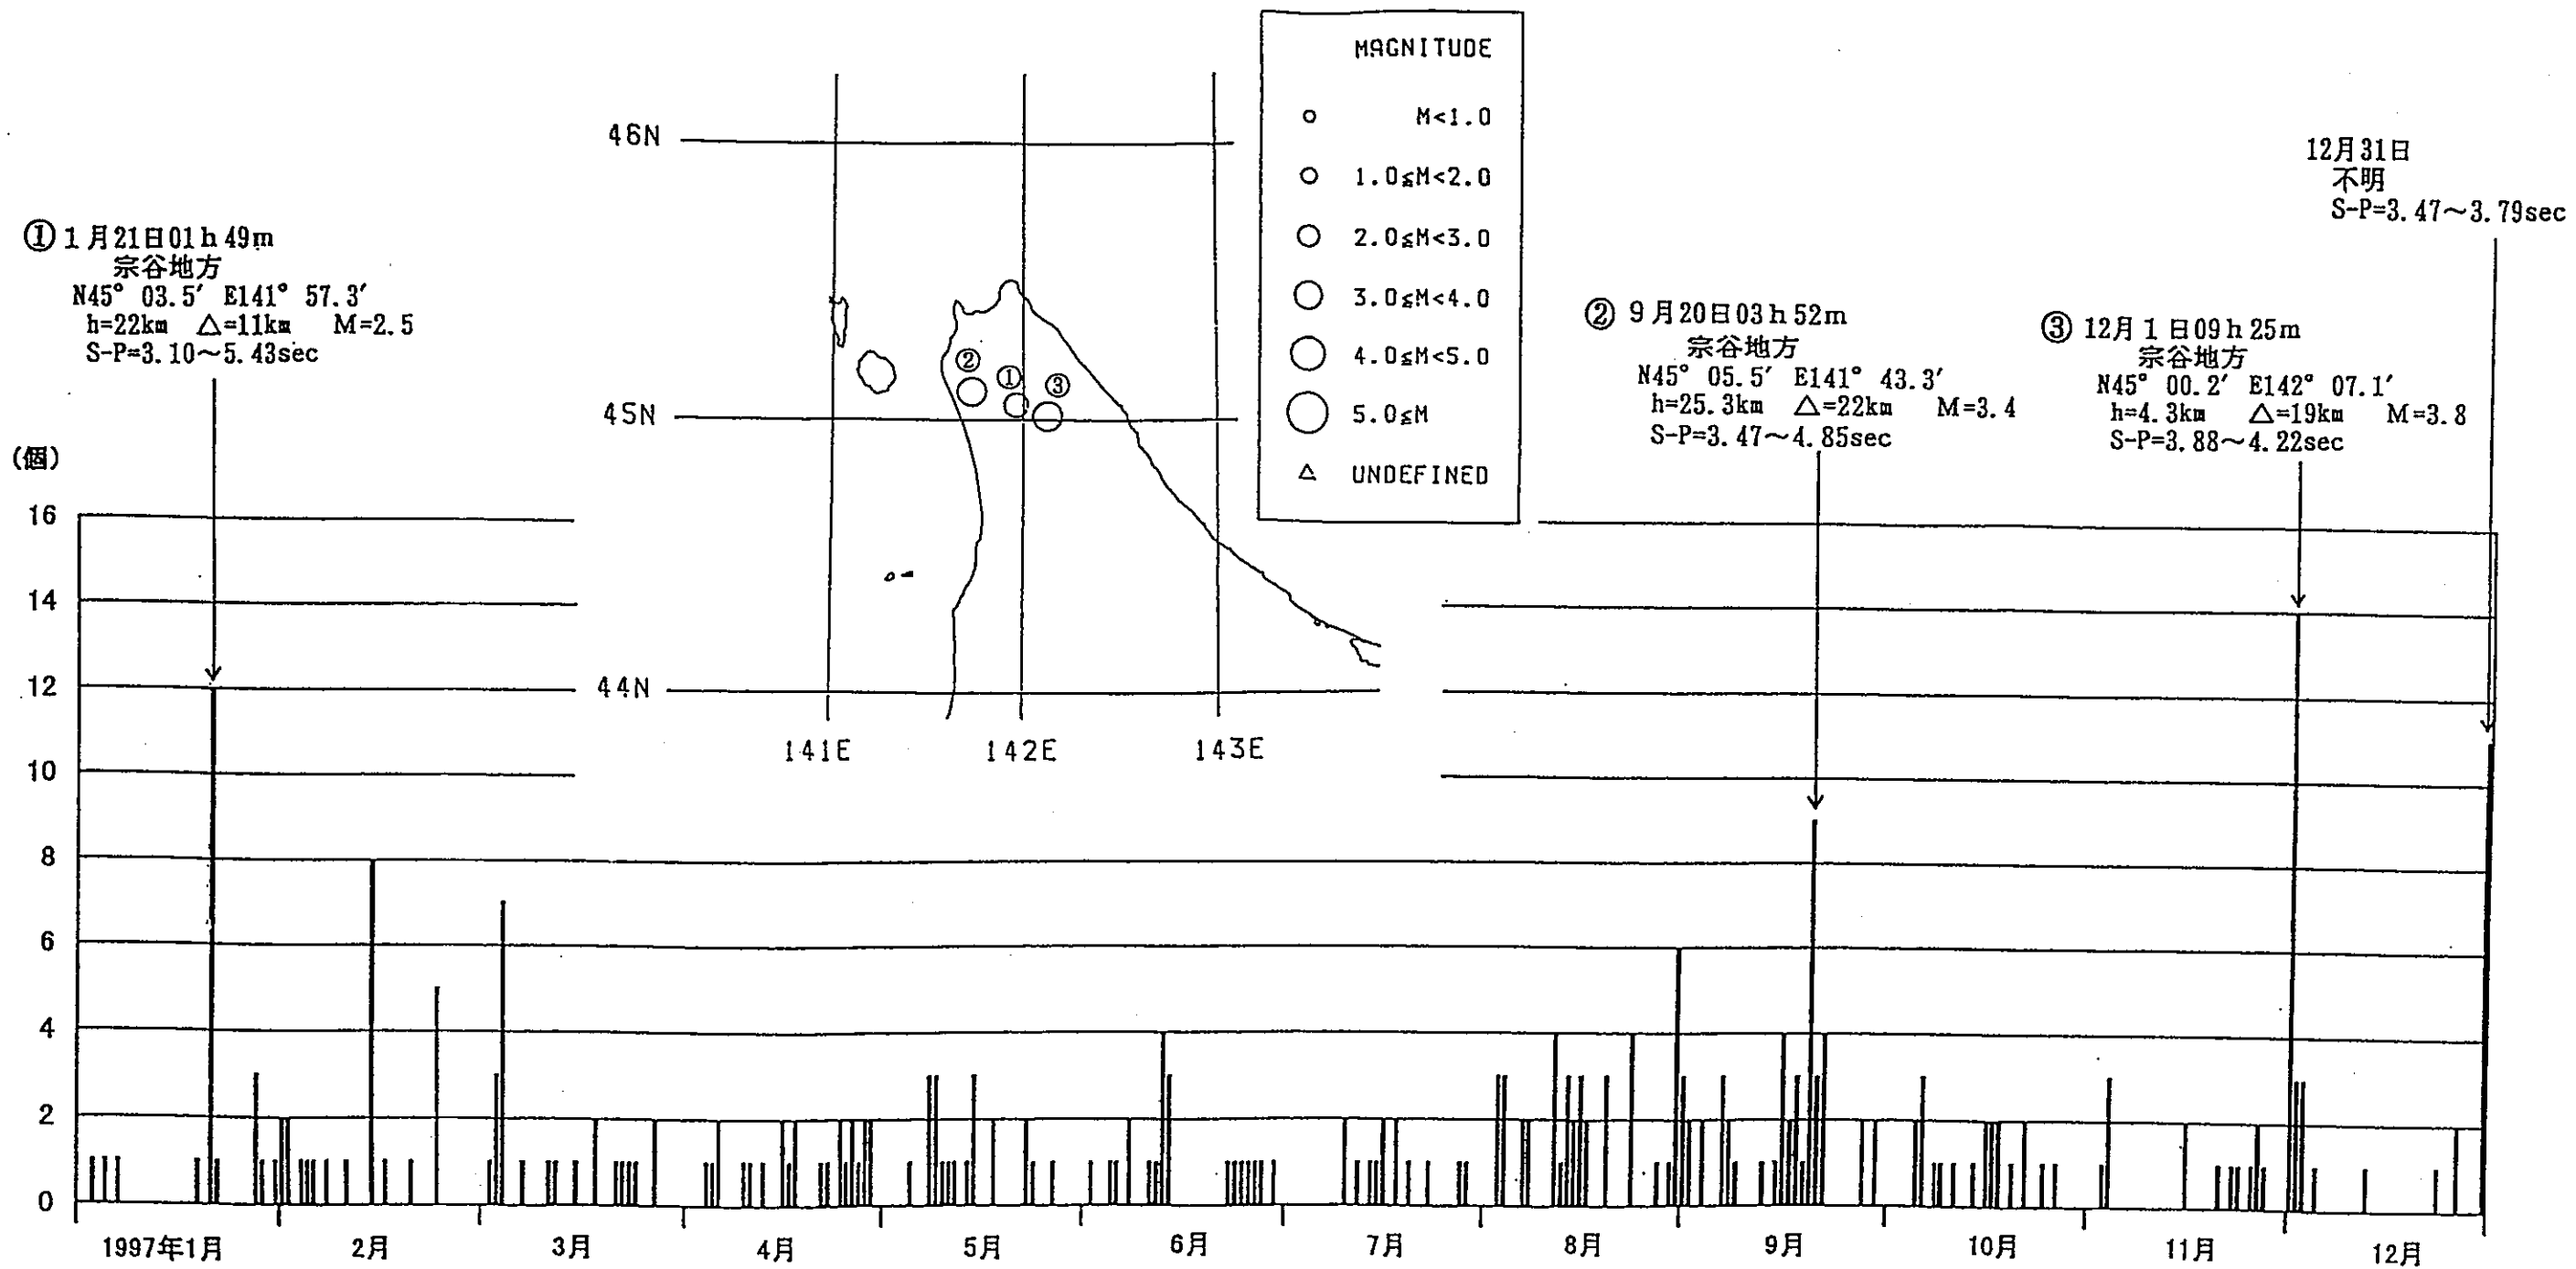 MAGNITUDE
M<1.0
1.0≦M<2.0
2.0≦M<3.0
3.0≦M<4.0
4.0≦M<5.0
5.0≦M
UNDEFINED
46N
45N
44N
141E 142E 143E
② ① ③
① 1月21日01h49m
宗谷地方
N45° 03.5′ E141° 57.3′
h=22km △=11km M=2.5
S-P=3.10～5.43sec
② 9月20日03h52m
宗谷地方
N45° 05.5′ E141° 43.3′
h=25.3km △=22km M=3.4
S-P=3.47～4.85sec
③ 12月1日09h25m
宗谷地方
N45° 00.2′ E142° 07.1′
h=4.3km △=19km M=3.8
S-P=3.88～4.22sec
12月31日
不明
S-P=3.47～3.79sec
(個)
16
14
12
10
8
6
4
2
0
1997年1月 2月 3月 4月 5月 6月 7月 8月 9月 10月 11月 12月